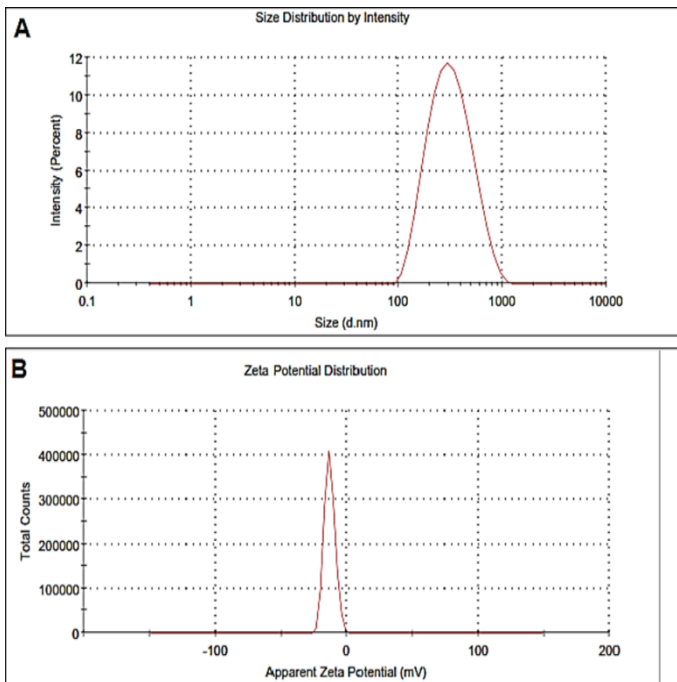 A
Size Distribution by Intensity
Intensity (Percent)
12
10
8
6
4
2
0
0.1 1 10 100 1000 10000
Size (d.nm)
B
Zeta Potential Distribution
Total Counts
500000
400000
300000
200000
100000
0
-100 0 100 200
Apparent Zeta Potential (mV)